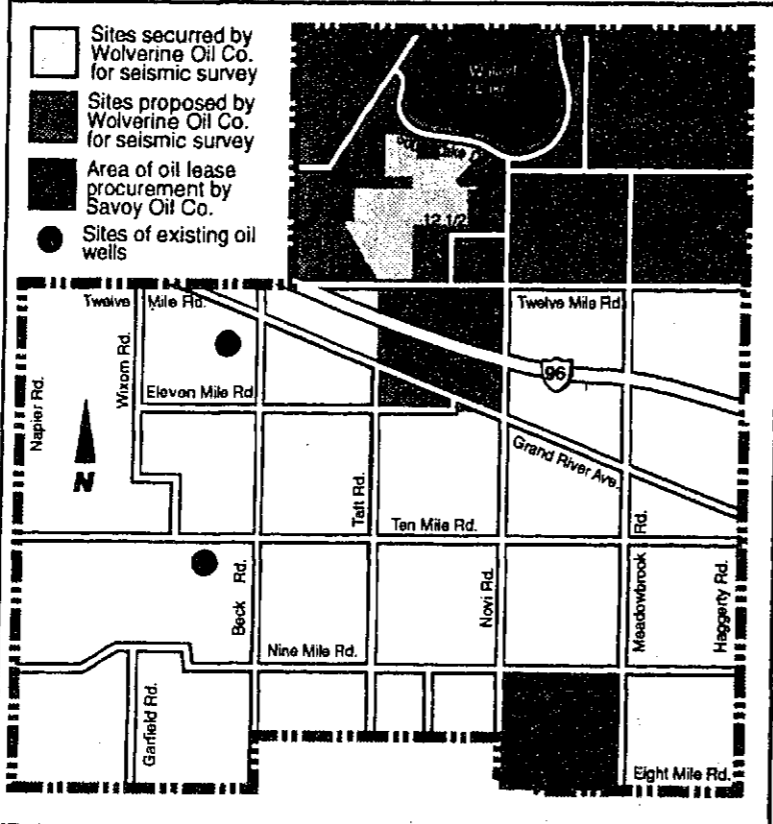 Sites securred by
Wolverine Oil Co.
for seismic survey
Sites proposed by
Wolverine Oil Co.
for seismic survey
Area of oil lease
procurement by
Savoy Oil Co.
Sites of existing oil
wells
12 1/2
Twelve Mile Rd.
Twelve Mile Rd.
Napier Rd.
Wixom Rd.
Eleven Mile Rd.
96
N
Grand River Ave.
Taft Rd.
Ten Mile Rd.
Beck Rd.
Novi Rd.
Meadowbrook Rd.
Haggerty Rd.
Nine Mile Rd.
Garfield Rd.
Eight Mile Rd.